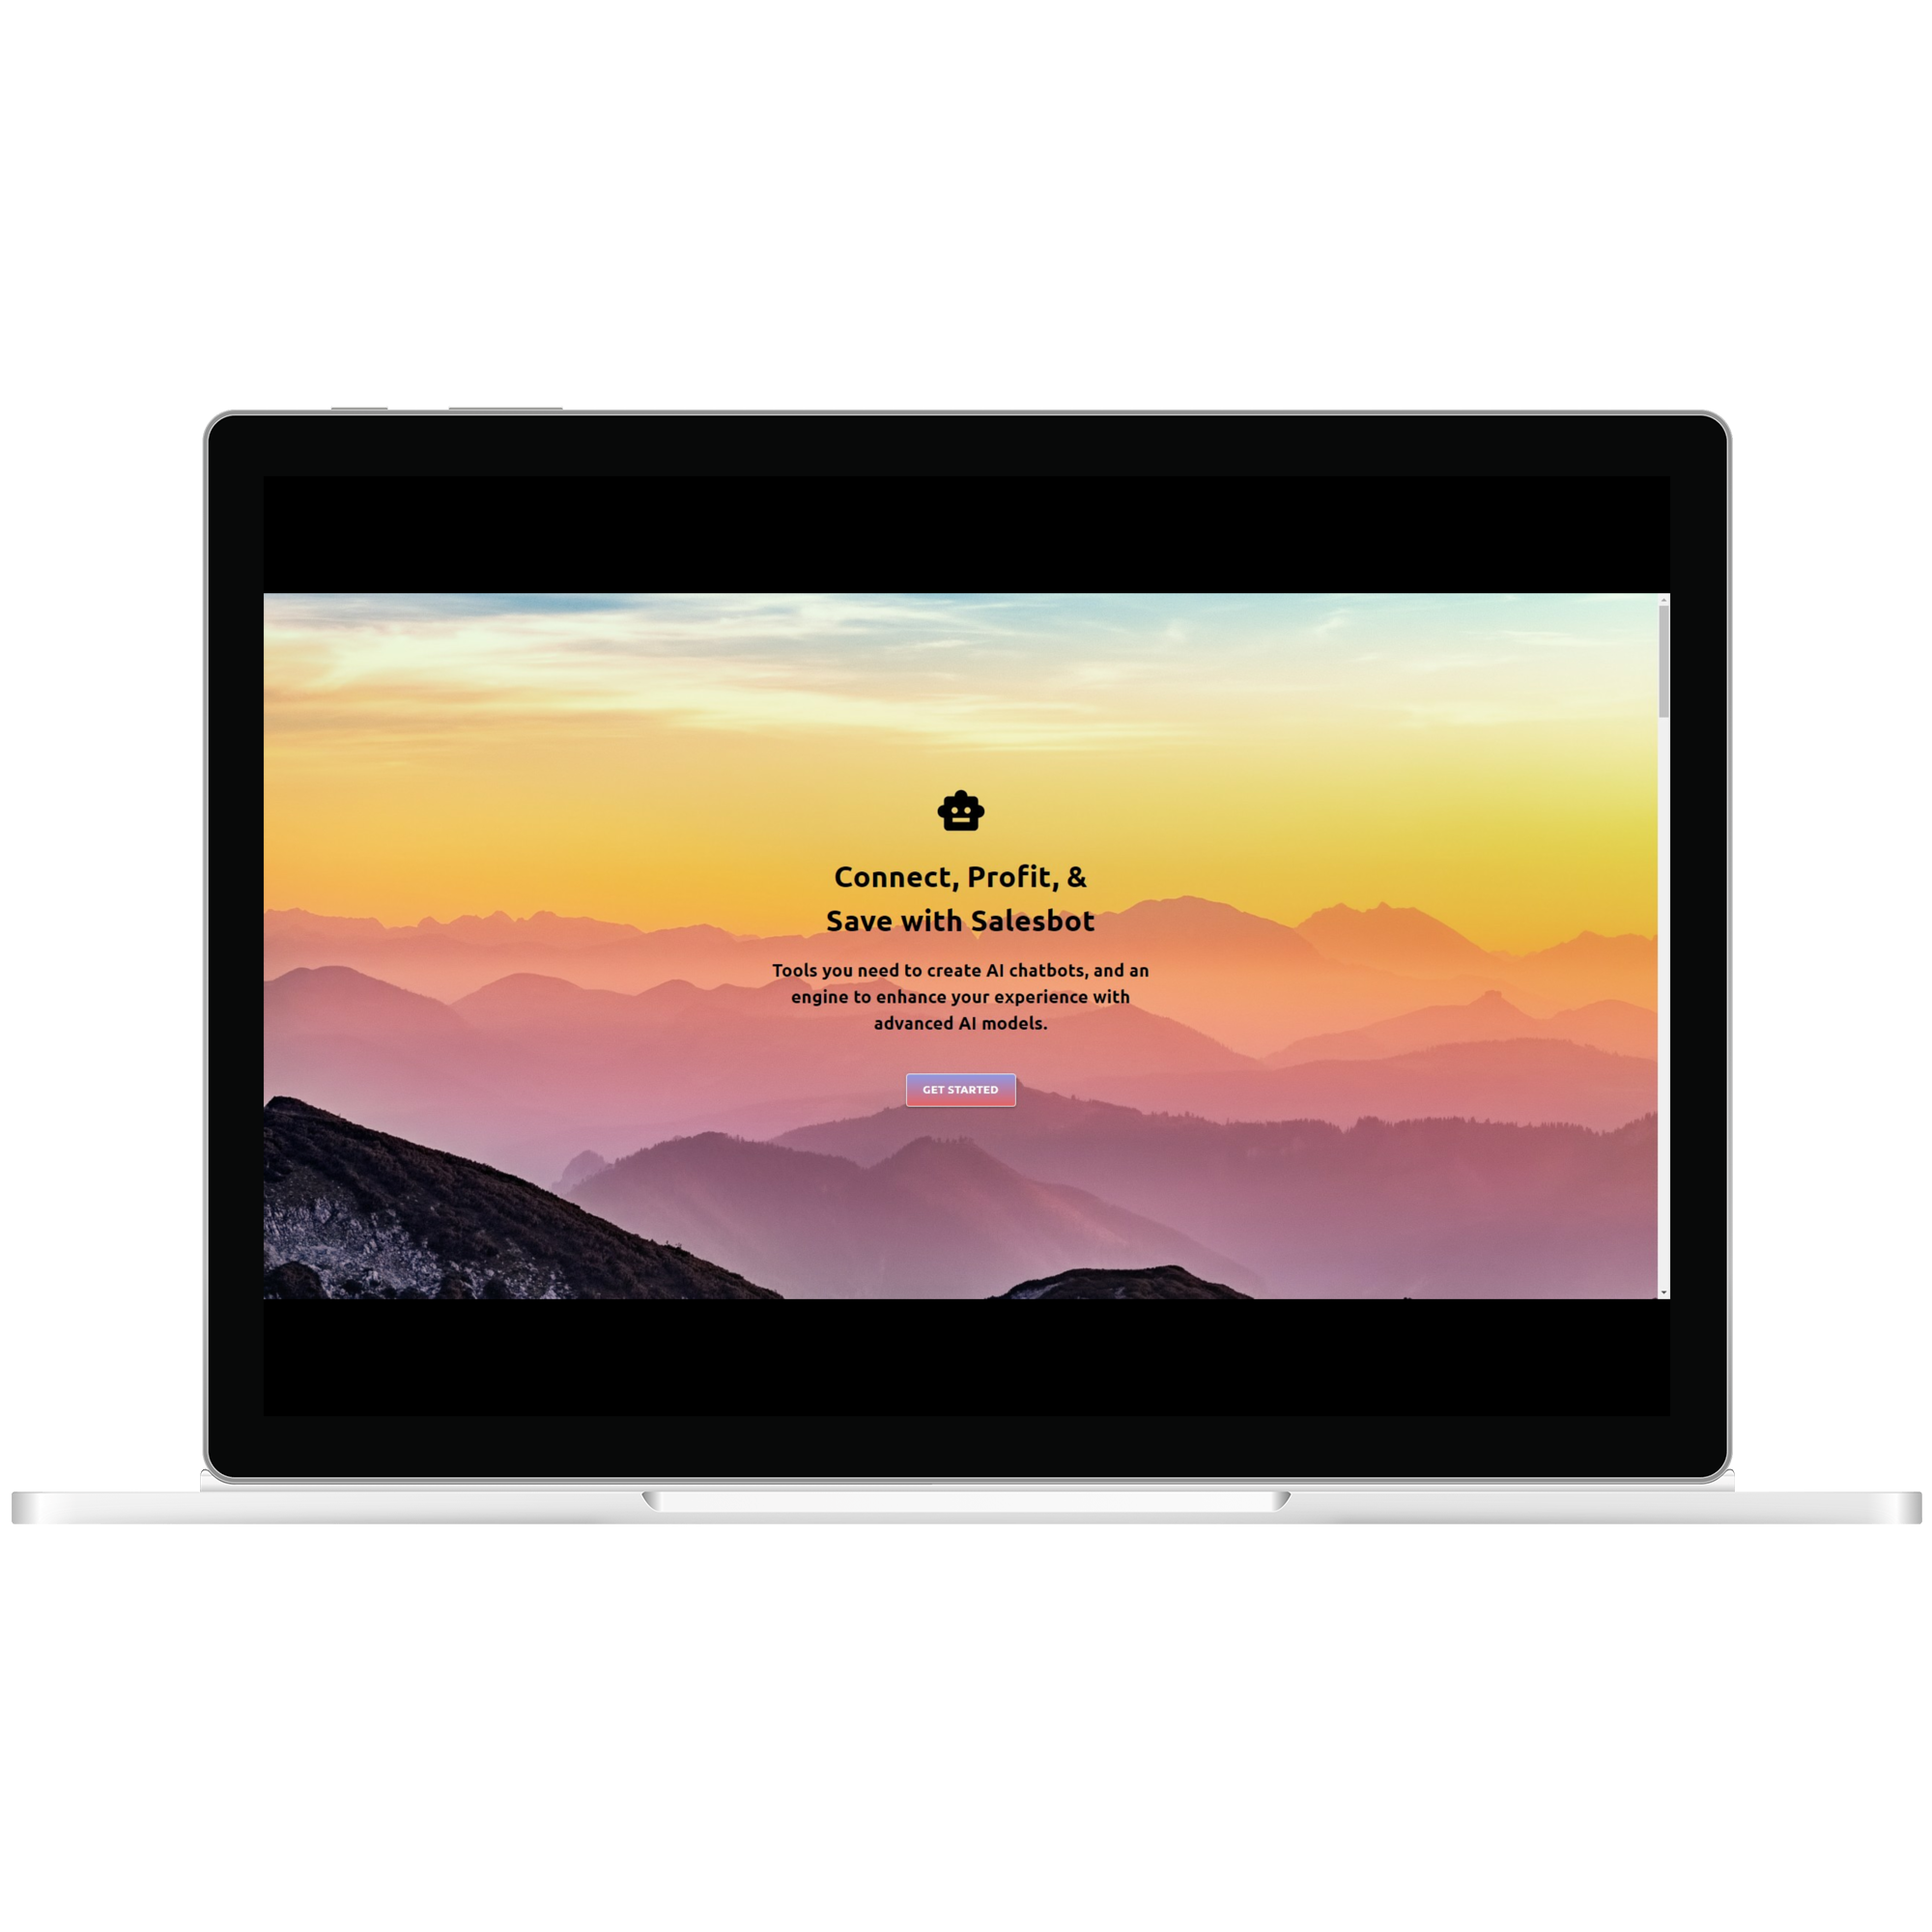 Connect, Profit, &
Save with Salesbot
Tools you need to create AI chatbots, and an
engine to enhance your experience with
advanced AI models.
GET STARTED